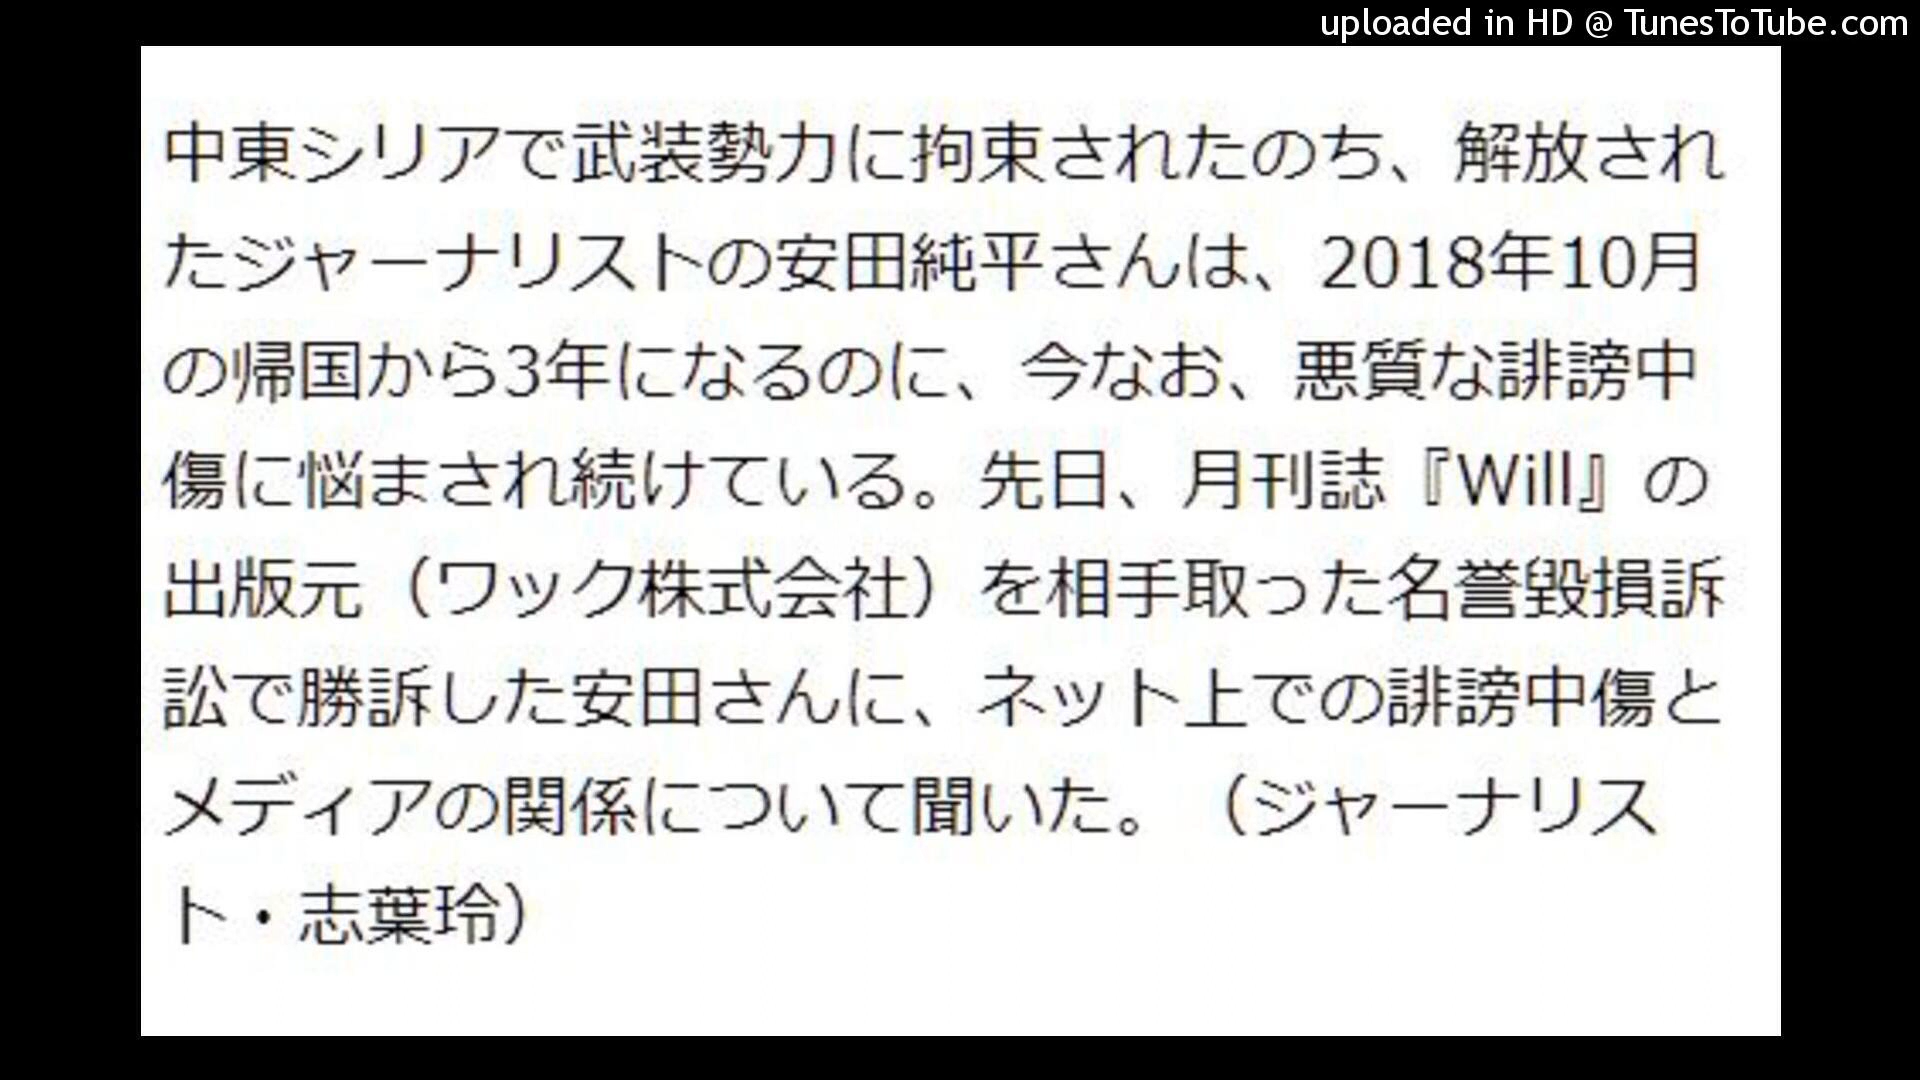 uploaded in HD @ TunesToTube.com
中東シリアで武装勢力に拘束されたのち、解放され
たジャーナリストの安田純平さんは、2018年10月
の帰国から3年になるのに、今なお、悪質な誹謗中
傷に悩まされ続けている。先日、月刊誌『Will』の
出版元（ワック株式会社）を相手取った名誉毀損訴
訟で勝訴した安田さんに、ネット上での誹謗中傷と
メディアの関係について聞いた。（ジャーナリス
ト・志葉玲）